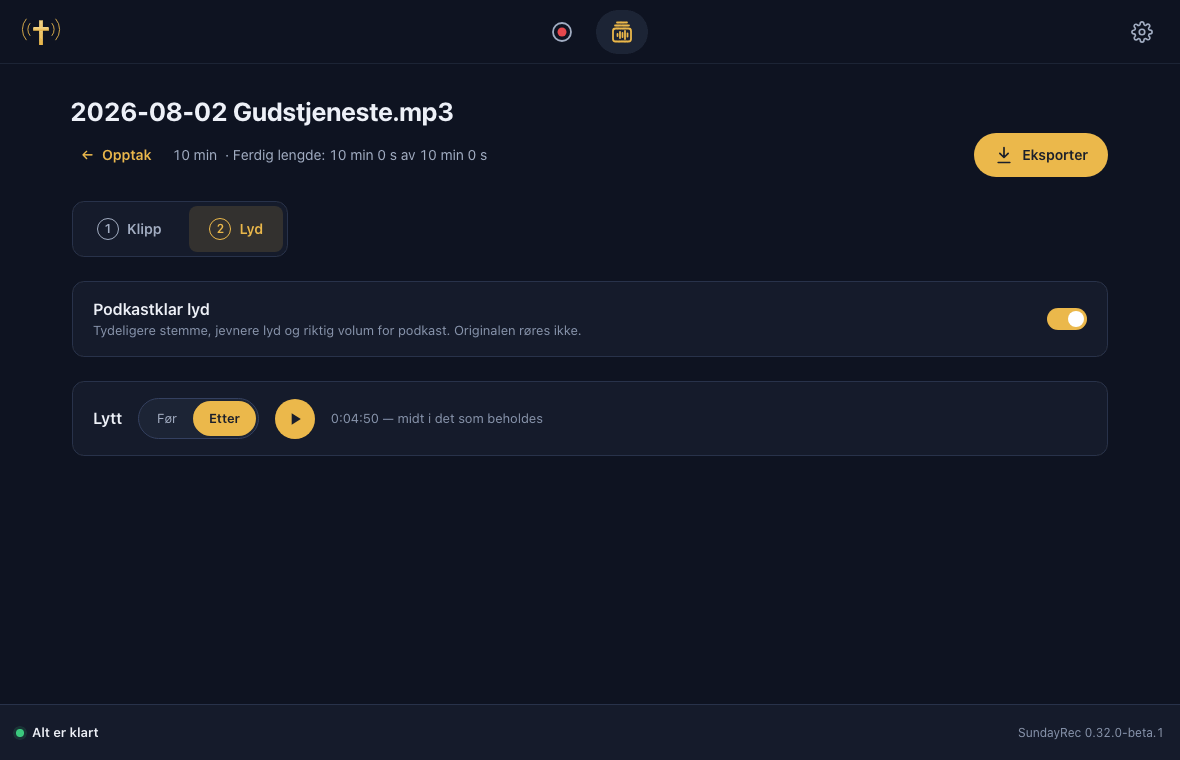 2026-08-02 Gudstjeneste.mp3
← Opptak 10 min · Ferdig lengde: 10 min 0 s av 10 min 0 s
Eksporter
1 Klipp 2 Lyd
Podkastklar lyd
Tydeligere stemme, jevnere lyd og riktig volum for podkast. Originalen røres ikke.
Lytt Før Etter 0:04:50 — midt i det som beholdes
Alt er klart
SundayRec 0.32.0-beta.1